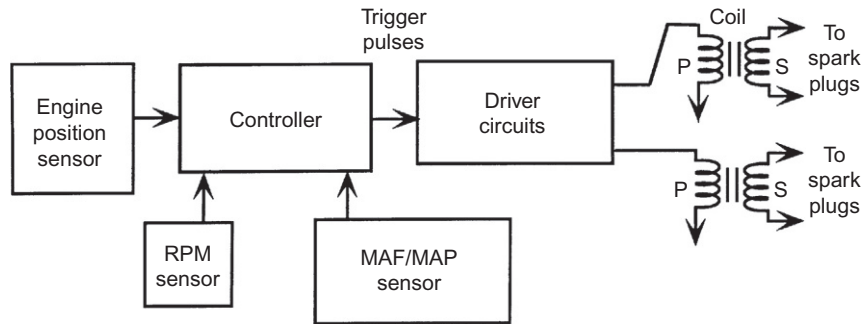 Trigger
pulses
Coil
To
spark
plugs
P
S
Engine
position
sensor
Controller
Driver
circuits
To
spark
plugs
P
S
RPM
sensor
MAF/MAP
sensor